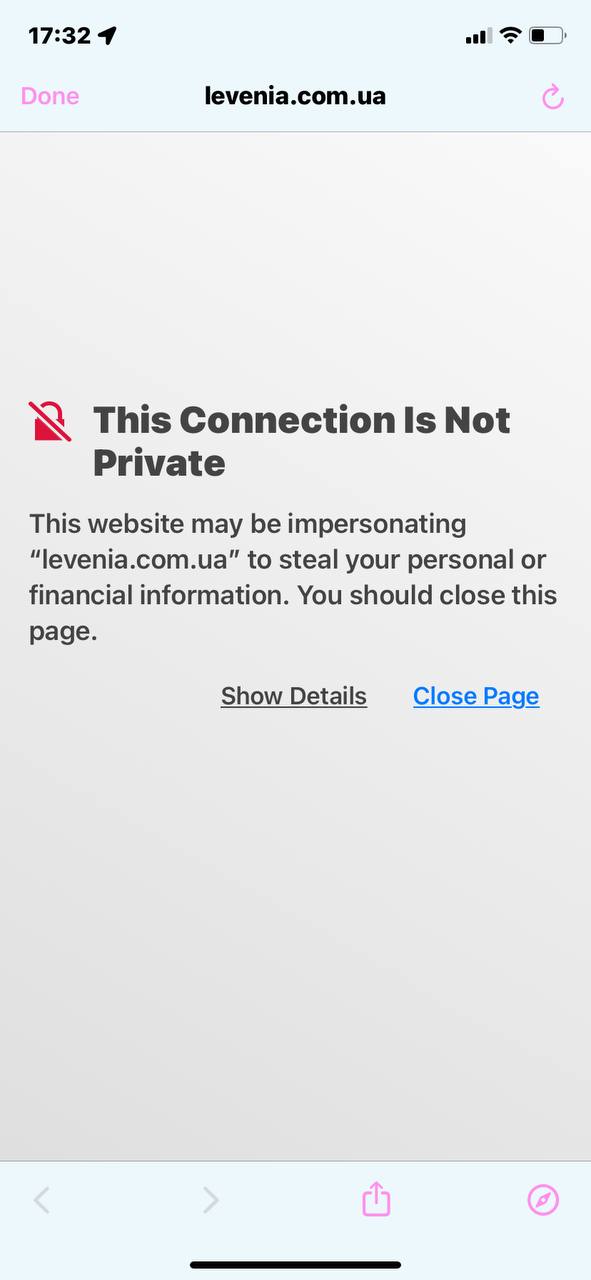 17:32
Done
levenia.com.ua
This Connection Is Not
Private
This website may be impersonating
“levenia.com.ua” to steal your personal or
financial information. You should close this
page.
Show Details
Close Page